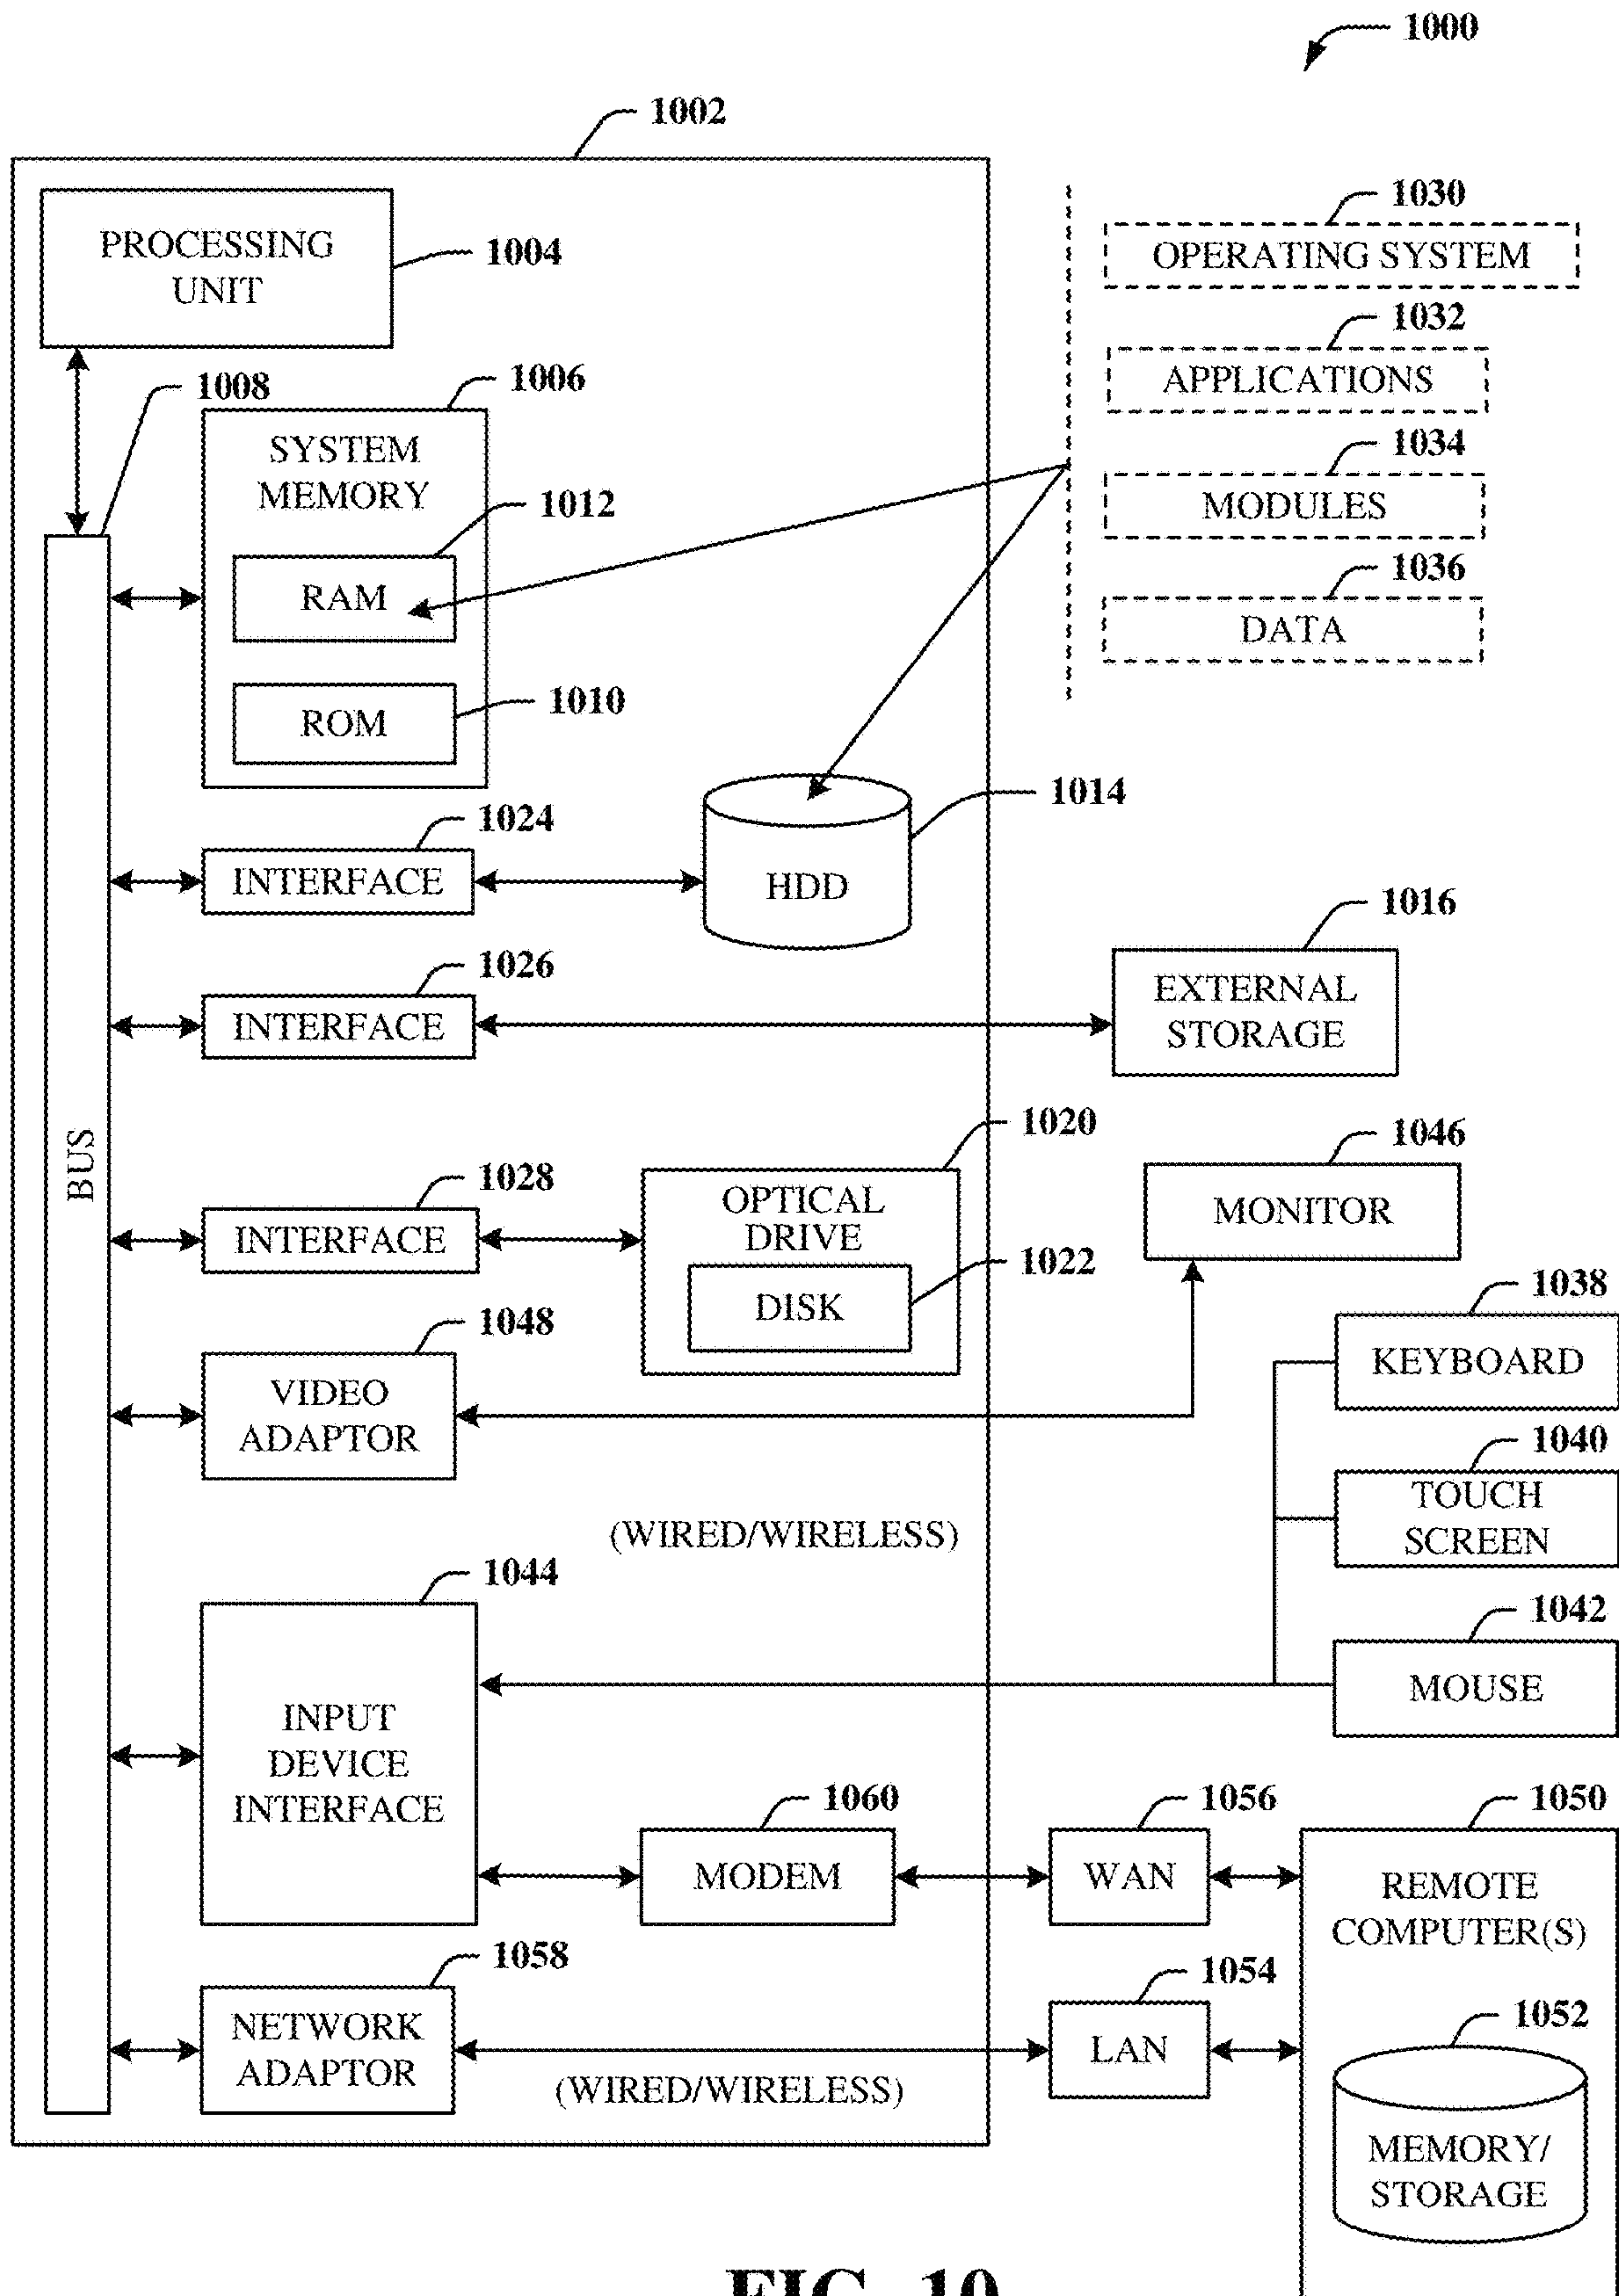 1000
1002
PROCESSING
UNIT
1004
1030
OPERATING SYSTEM
1032
APPLICATIONS
1034
MODULES
1036
DATA
1008
1006
SYSTEM
MEMORY
1012
RAM
1010
ROM
1024
INTERFACE
1014
HDD
1026
INTERFACE
1016
EXTERNAL
STORAGE
BUS
1028
INTERFACE
1020
OPTICAL
DRIVE
1022
DISK
1046
MONITOR
1048
VIDEO
ADAPTOR
1038
KEYBOARD
1040
TOUCH
SCREEN
(WIRED/WIRELESS)
1042
MOUSE
1044
INPUT
DEVICE
INTERFACE
1060
MODEM
1056
WAN
1050
REMOTE
COMPUTER(S)
1058
NETWORK
ADAPTOR
(WIRED/WIRELESS)
1054
LAN
1052
MEMORY/
STORAGE
FIG. 10